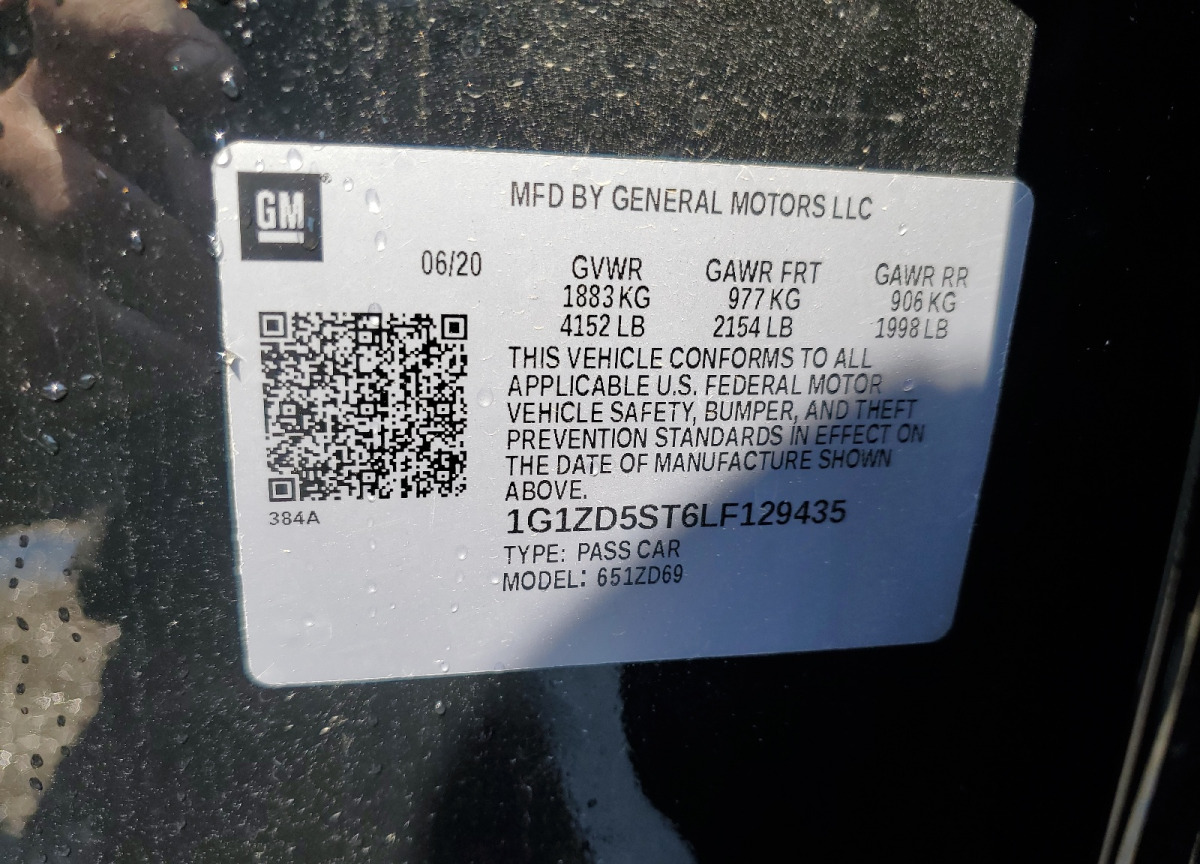 GM
MFD BY GENERAL MOTORS LLC
06/20
GVWR GAWR FRT GAWR RR
1883 KG 977 KG 906 KG
4152 LB 2154 LB 1998 LB
THIS VEHICLE CONFORMS TO ALL
APPLICABLE U.S. FEDERAL MOTOR
VEHICLE SAFETY, BUMPER, AND THEFT
PREVENTION STANDARDS IN EFFECT ON
THE DATE OF MANUFACTURE SHOWN
ABOVE.
384A
1G1ZD5ST6LF129435
TYPE: PASS CAR
MODEL: 651ZD69